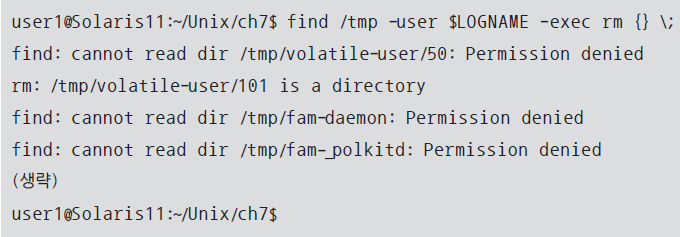 user1@Solaris11:~/Unix/ch7$ find /tmp -user $LOGNAME -exec rm {} \;
find: cannot read dir /tmp/volatile-user/50: Permission denied
rm: /tmp/volatile-user/101 is a directory
find: cannot read dir /tmp/fam-daemon: Permission denied
find: cannot read dir /tmp/fam-_polkitd: Permission denied
(생략)
user1@Solaris11:~/Unix/ch7$